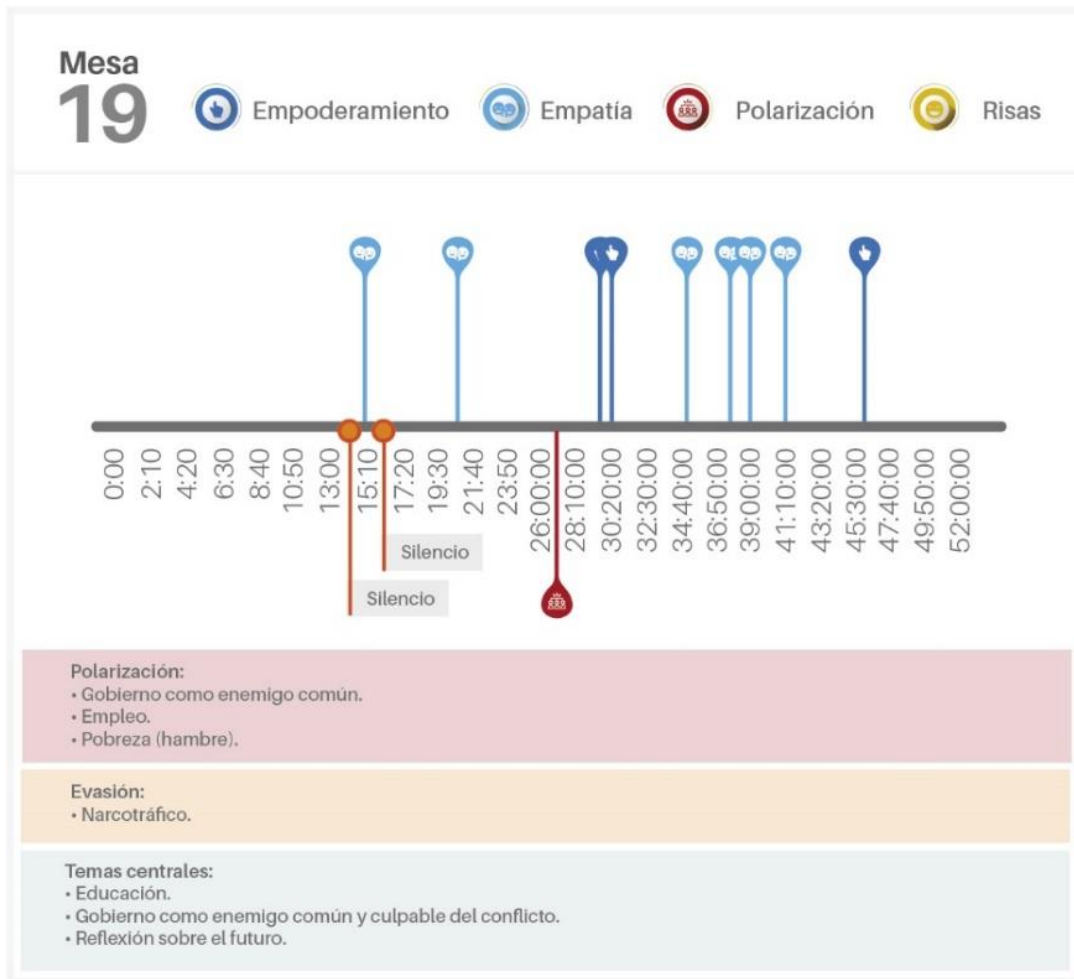 Mesa
19
Empoderamiento
Empatía
Polarización
Risas
0:00
2:10
4:20
6:30
8:40
10:50
13:00
15:10
17:20
19:30
21:40
23:50
26:00:00
28:10:00
30:20:00
32:30:00
34:40:00
36:50:00
39:00:00
41:10:00
43:20:00
45:30:00
47:40:00
49:50:00
52:00:00
Silencio
Silencio
Polarización:
• Gobierno como enemigo común.
• Empleo.
• Pobreza (hambre).
Evasión:
• Narcotráfico.
Temas centrales:
• Educación.
• Gobierno como enemigo común y culpable del conflicto.
• Reflexión sobre el futuro.